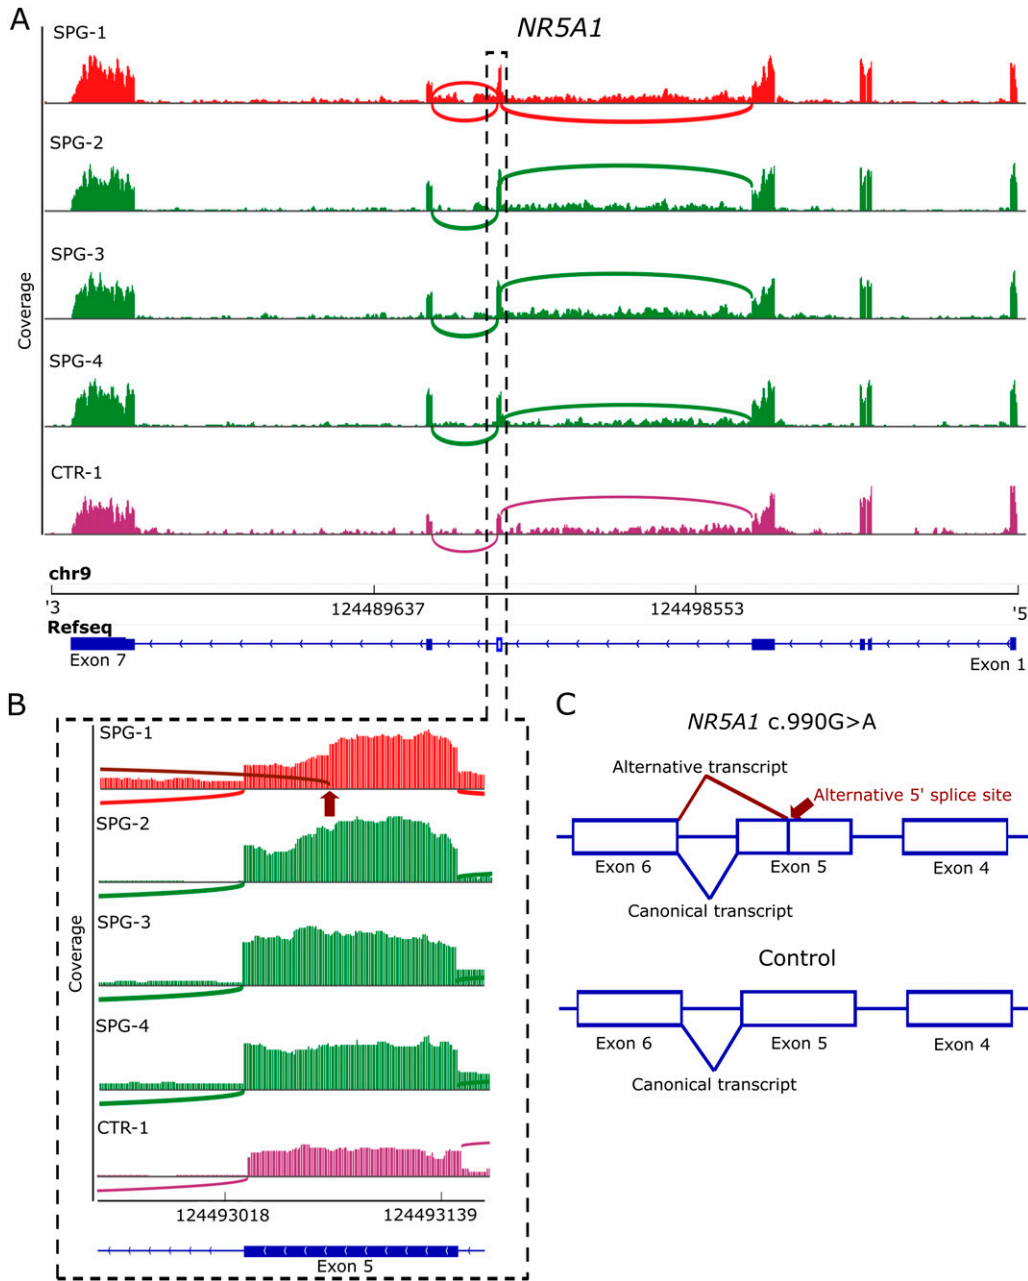 A
NR5A1
SPG-1
SPG-2
SPG-3
SPG-4
CTR-1
Coverage
chr9
'3
124489637
124498553
'5
Refseq
Exon 7
Exon 1
B
SPG-1
SPG-2
SPG-3
SPG-4
CTR-1
Coverage
124493018
124493139
Exon 5
C
NR5A1 c.990G>A
Alternative transcript
Alternative 5' splice site
Exon 6
Exon 5
Exon 4
Canonical transcript
Control
Exon 6
Exon 5
Exon 4
Canonical transcript